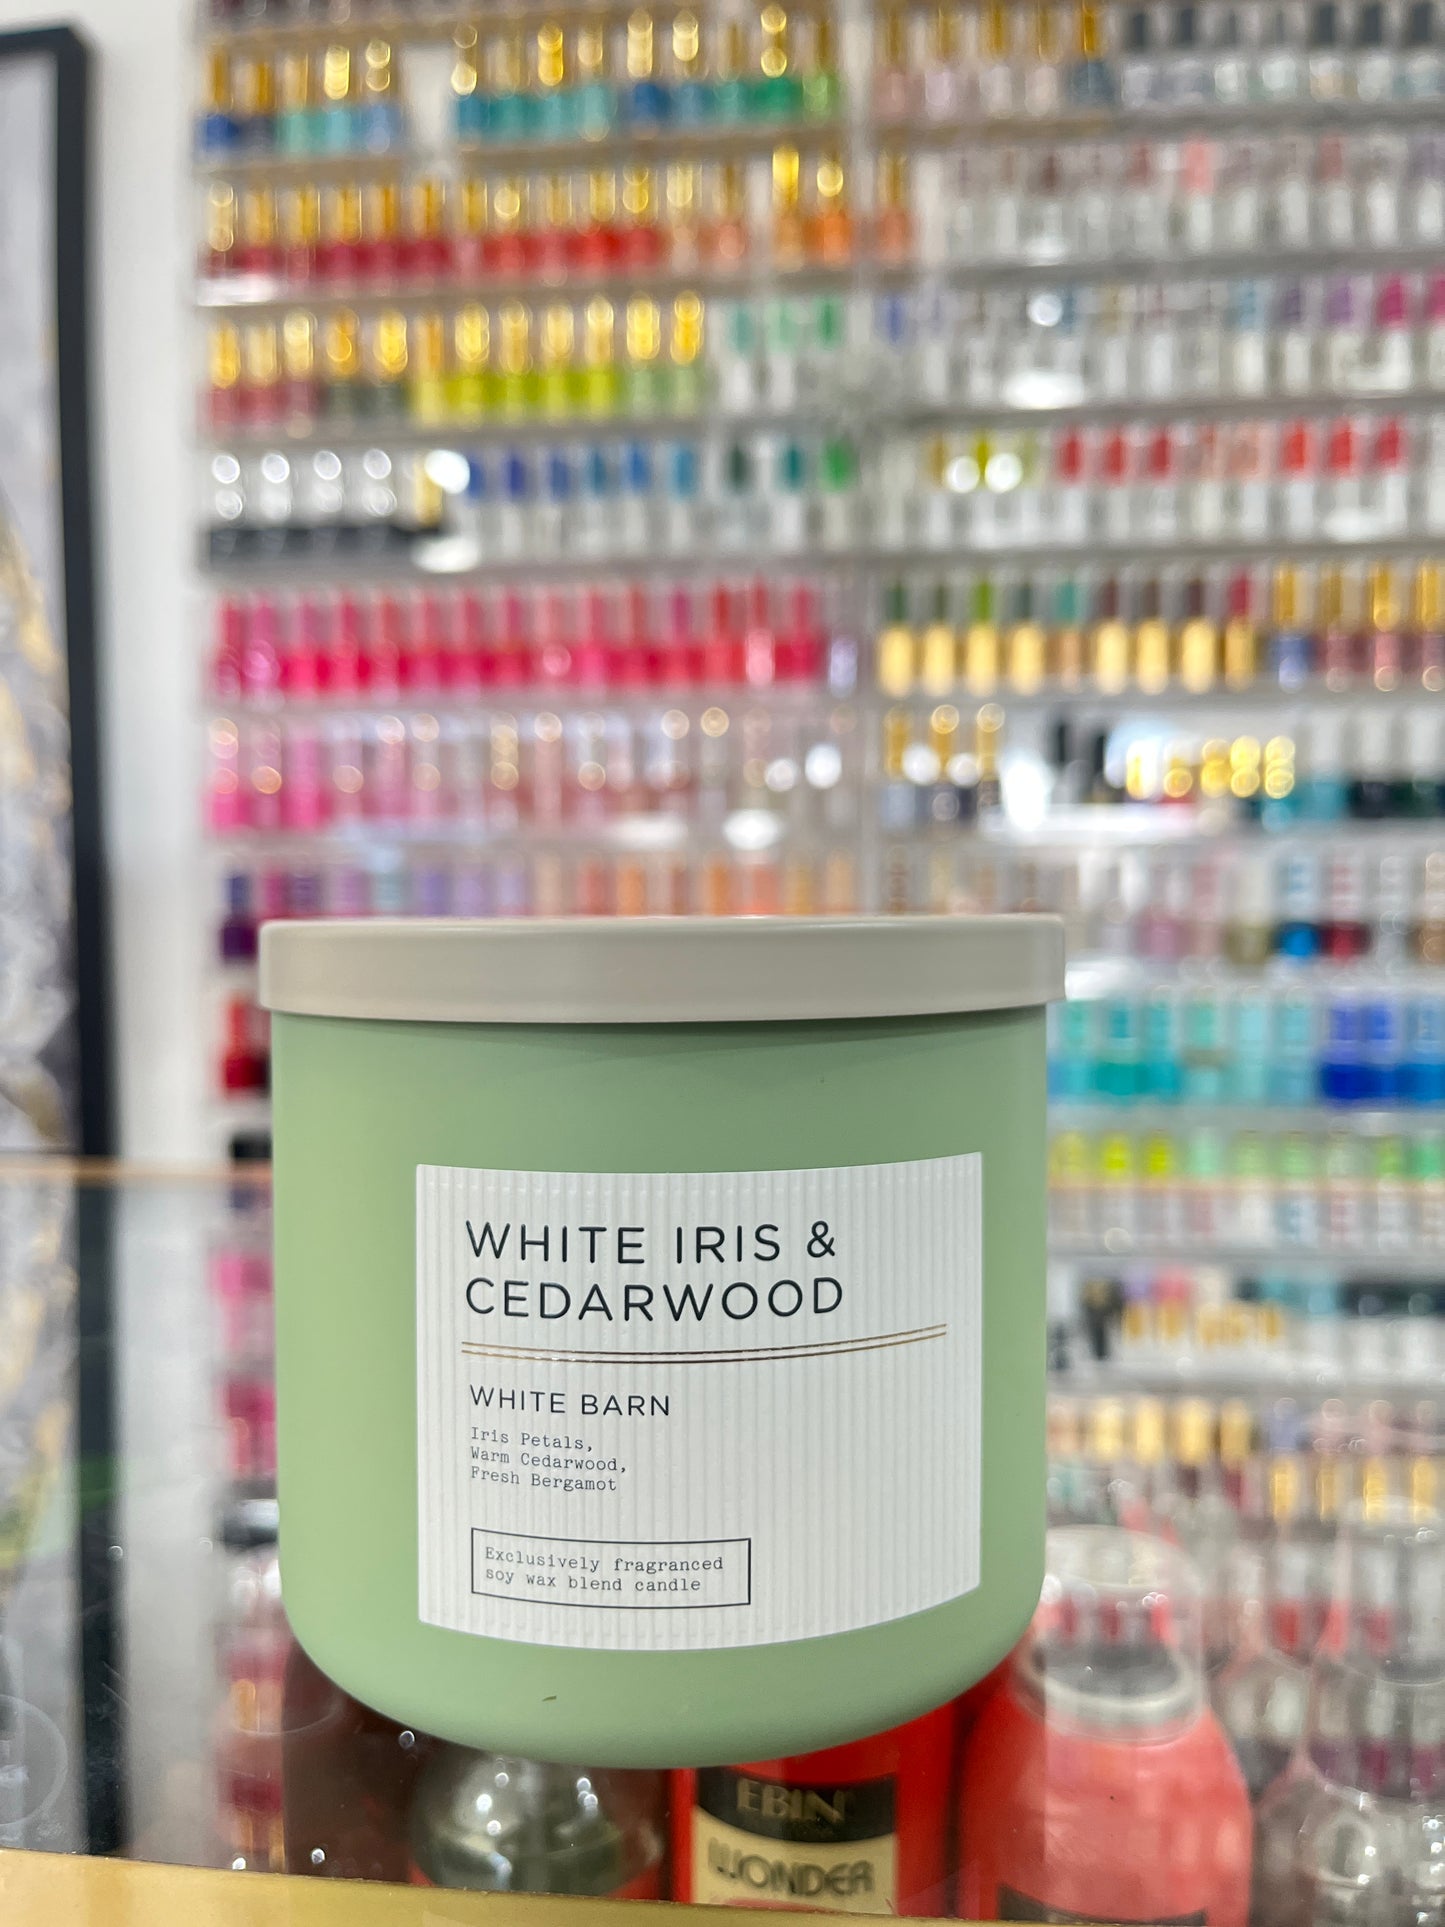 WHITE IRIS &
CEDARWOOD
WHITE BARN
Iris Petals,
Warm Cedarwood,
Fresh Bergamot
Exclusively fragranced
soy wax blend candle
EBIN
WONDER